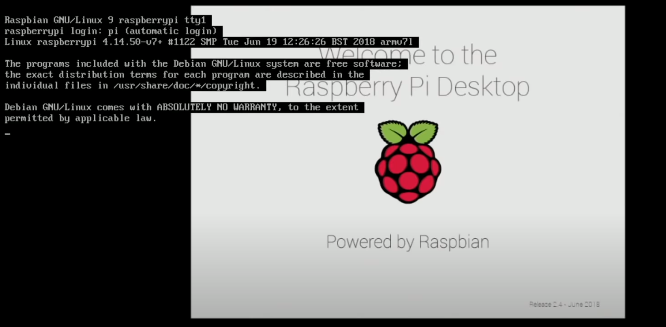 Raspbian GNU/Linux 9 raspberrypi tty1
raspberrypi login: pi (automatic login)
Linux raspberrypi 4.14.50-v7+ #1122 SMP Tue Jun 19 12:26:26 BST 2018 armv7l
Welcome to the
Raspberry Pi Desktop
The programs included with the Debian GNU/Linux system are free software;
the exact distribution terms for each program are described in the
individual files in /usr/share/doc/*/copyright.
Debian GNU/Linux comes with ABSOLUTELY NO WARRANTY, to the extent
permitted by applicable law.
Powered by Raspbian
Release 2.4 - June 2018